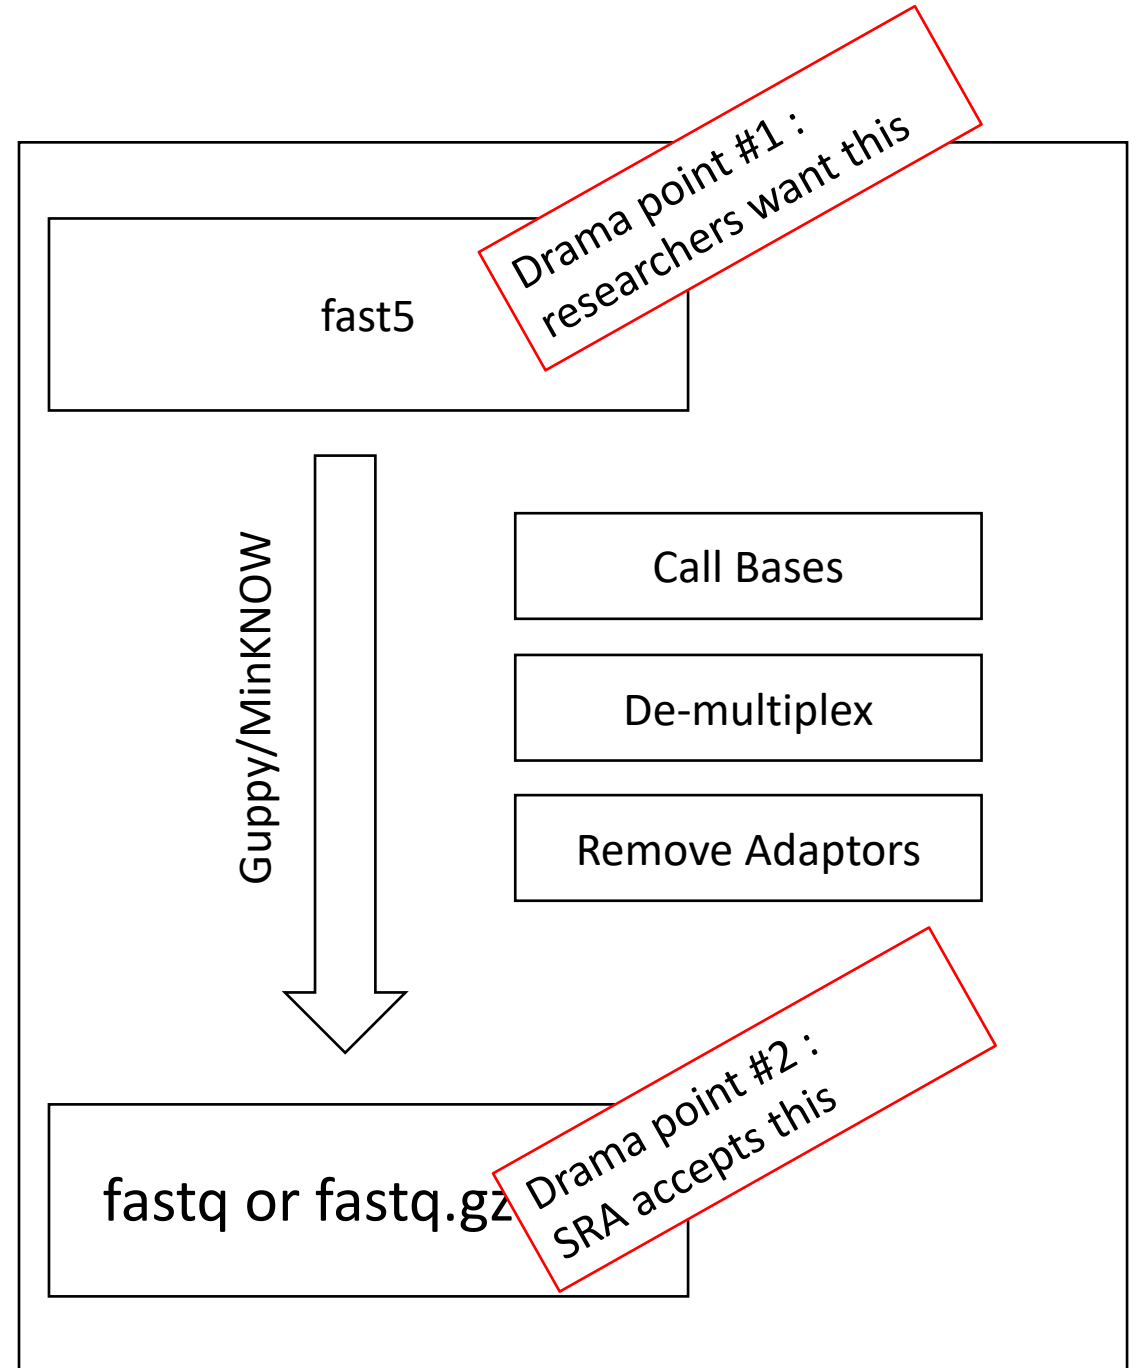 Drama point #1 :
researchers want this
fast5
Guppy/MinKNOW
Call Bases
De-multiplex
Remove Adaptors
Drama point #2 :
SRA accepts this
fastq or fastq.gz